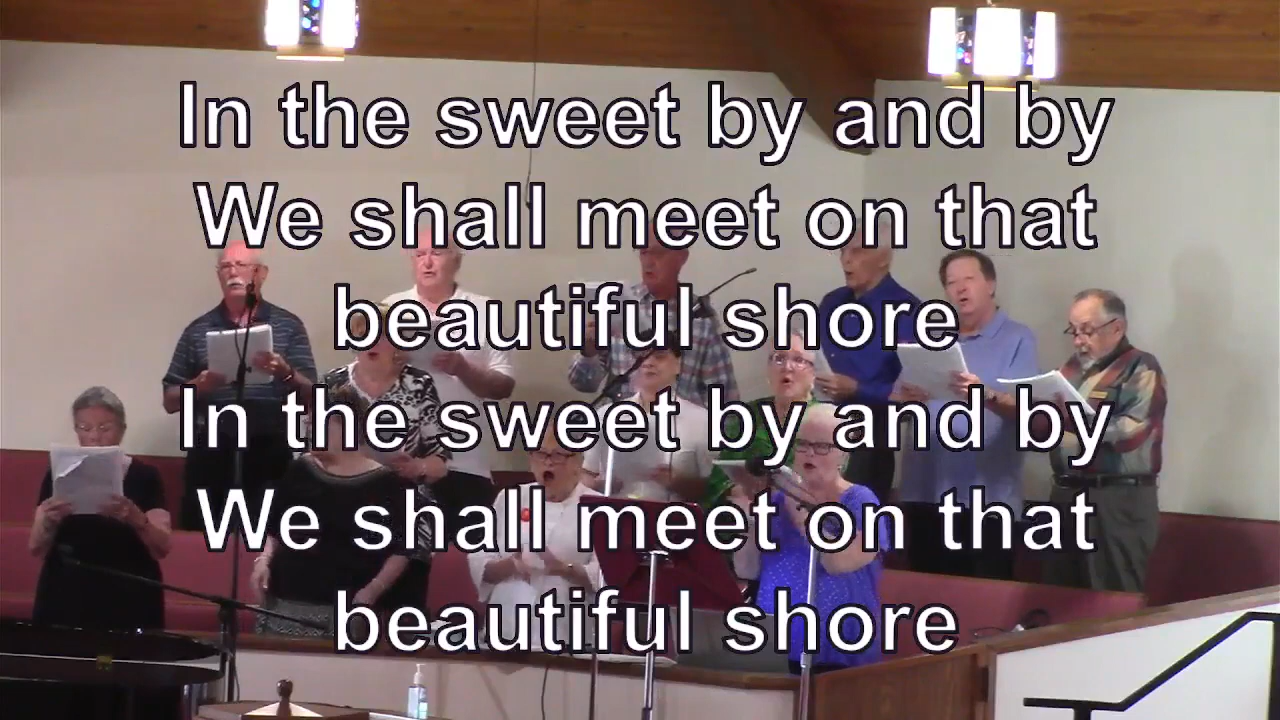 In the sweet by and by
We shall meet on that
beautiful shore
In the sweet by and by
We shall meet on that
beautiful shore